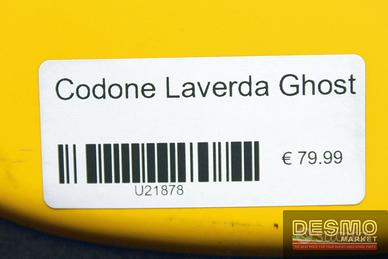 Codone Laverda Ghost
€ 79.99
U21878
DESMO
MARKET